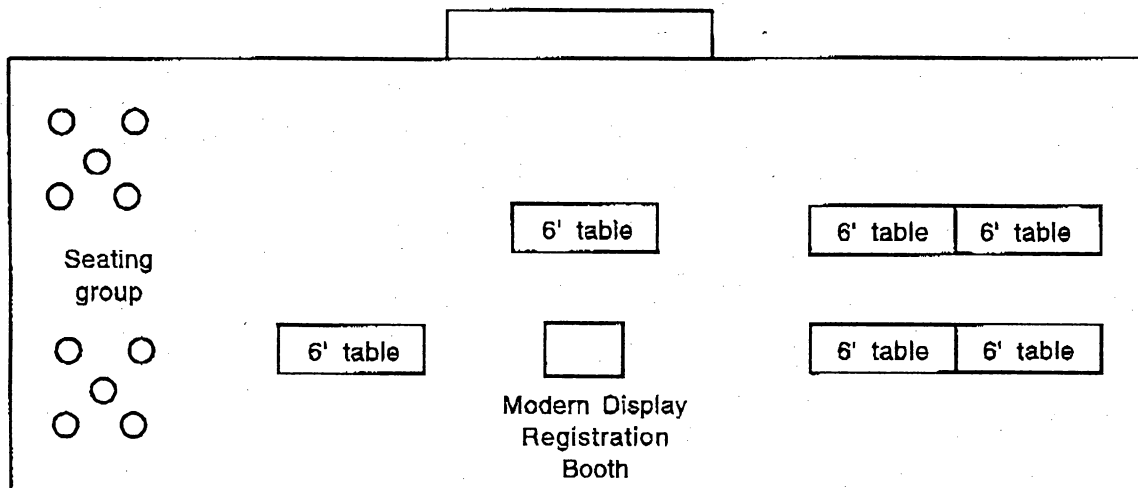 6' table
6' table
6' table
Seating
group
6' table
6' table
6' table
Modern Display
Registration
Booth